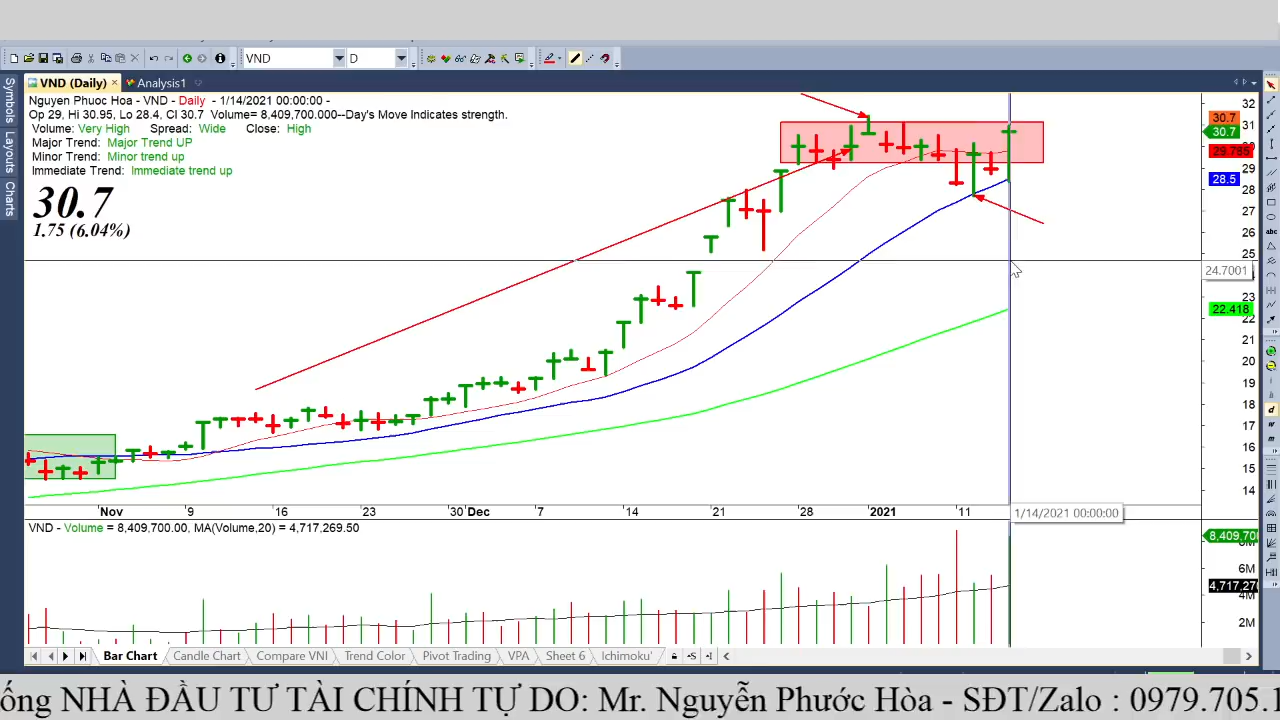 VND D
Symbols
Layouts
Charts
VND (Daily) Analysis1
Nguyen Phuoc Hoa - VND - Daily - 1/14/2021 00:00:00 -
Op 29, Hi 30.95, Lo 28.4, Cl 30.7 Volume= 8,409,700.000--Day's Move Indicates strength.
Volume: Very High Spread: Wide Close: High
Major Trend: Major Trend UP
Minor Trend: Minor trend up
Immediate Trend: Immediate trend up
30.7
1.75 (6.04%)
32
31
30.7
30.7
29.785
29
28.5
28
27
26
25
24.7001
23
22.418
22
21
20
19
18
17
16
15
14
Nov 9 16 23 30 Dec 7 14 21 28 2021 11
1/14/2021 00:00:00
VND - Volume = 8,409,700.00, MA(Volume,20) = 4,717,269.50
8,409,700
6M
4,717,270
4M
2M
Bar Chart Candle Chart Compare VNI Trend Color Pivot Trading VPA Sheet 6 Ichimoku'
ống NHÀ ĐẦU TƯ TÀI CHÍNH TỰ DO: Mr. Nguyễn Phước Hòa - SĐT/Zalo : 0979.705.1